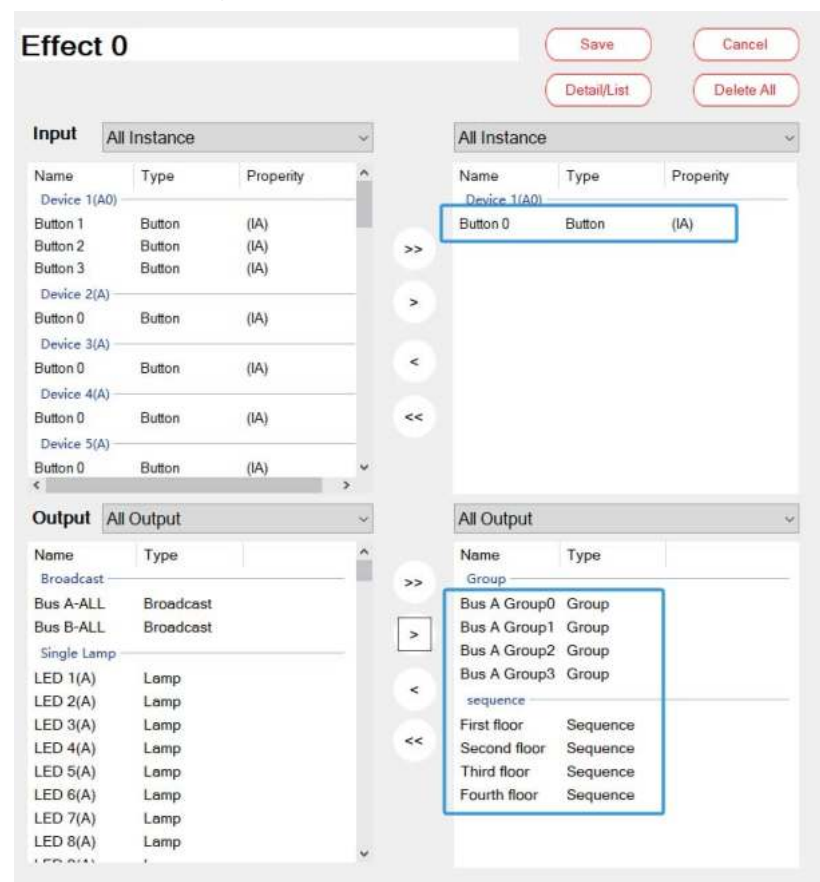 Effect 0
Save
Cancel
Detail/List
Delete All
Input
All Instance
Name Type Properity
Device 1(A0)
Button 1 Button (IA)
Button 2 Button (IA)
Button 3 Button (IA)
Device 2(A)
Button 0 Button (IA)
Device 3(A)
Button 0 Button (IA)
Device 4(A)
Button 0 Button (IA)
Device 5(A)
Button 0 Button (IA)
>>
>
<
<<
All Instance
Name Type Properity
Device 1(A0)
Button 0 Button (IA)
Output
All Output
Name Type
Broadcast
Bus A-ALL Broadcast
Bus B-ALL Broadcast
Single Lamp
LED 1(A) Lamp
LED 2(A) Lamp
LED 3(A) Lamp
LED 4(A) Lamp
LED 5(A) Lamp
LED 6(A) Lamp
LED 7(A) Lamp
LED 8(A) Lamp
>>
>
<
<<
All Output
Name Type
Group
Bus A Group0 Group
Bus A Group1 Group
Bus A Group2 Group
Bus A Group3 Group
sequence
First floor Sequence
Second floor Sequence
Third floor Sequence
Fourth floor Sequence